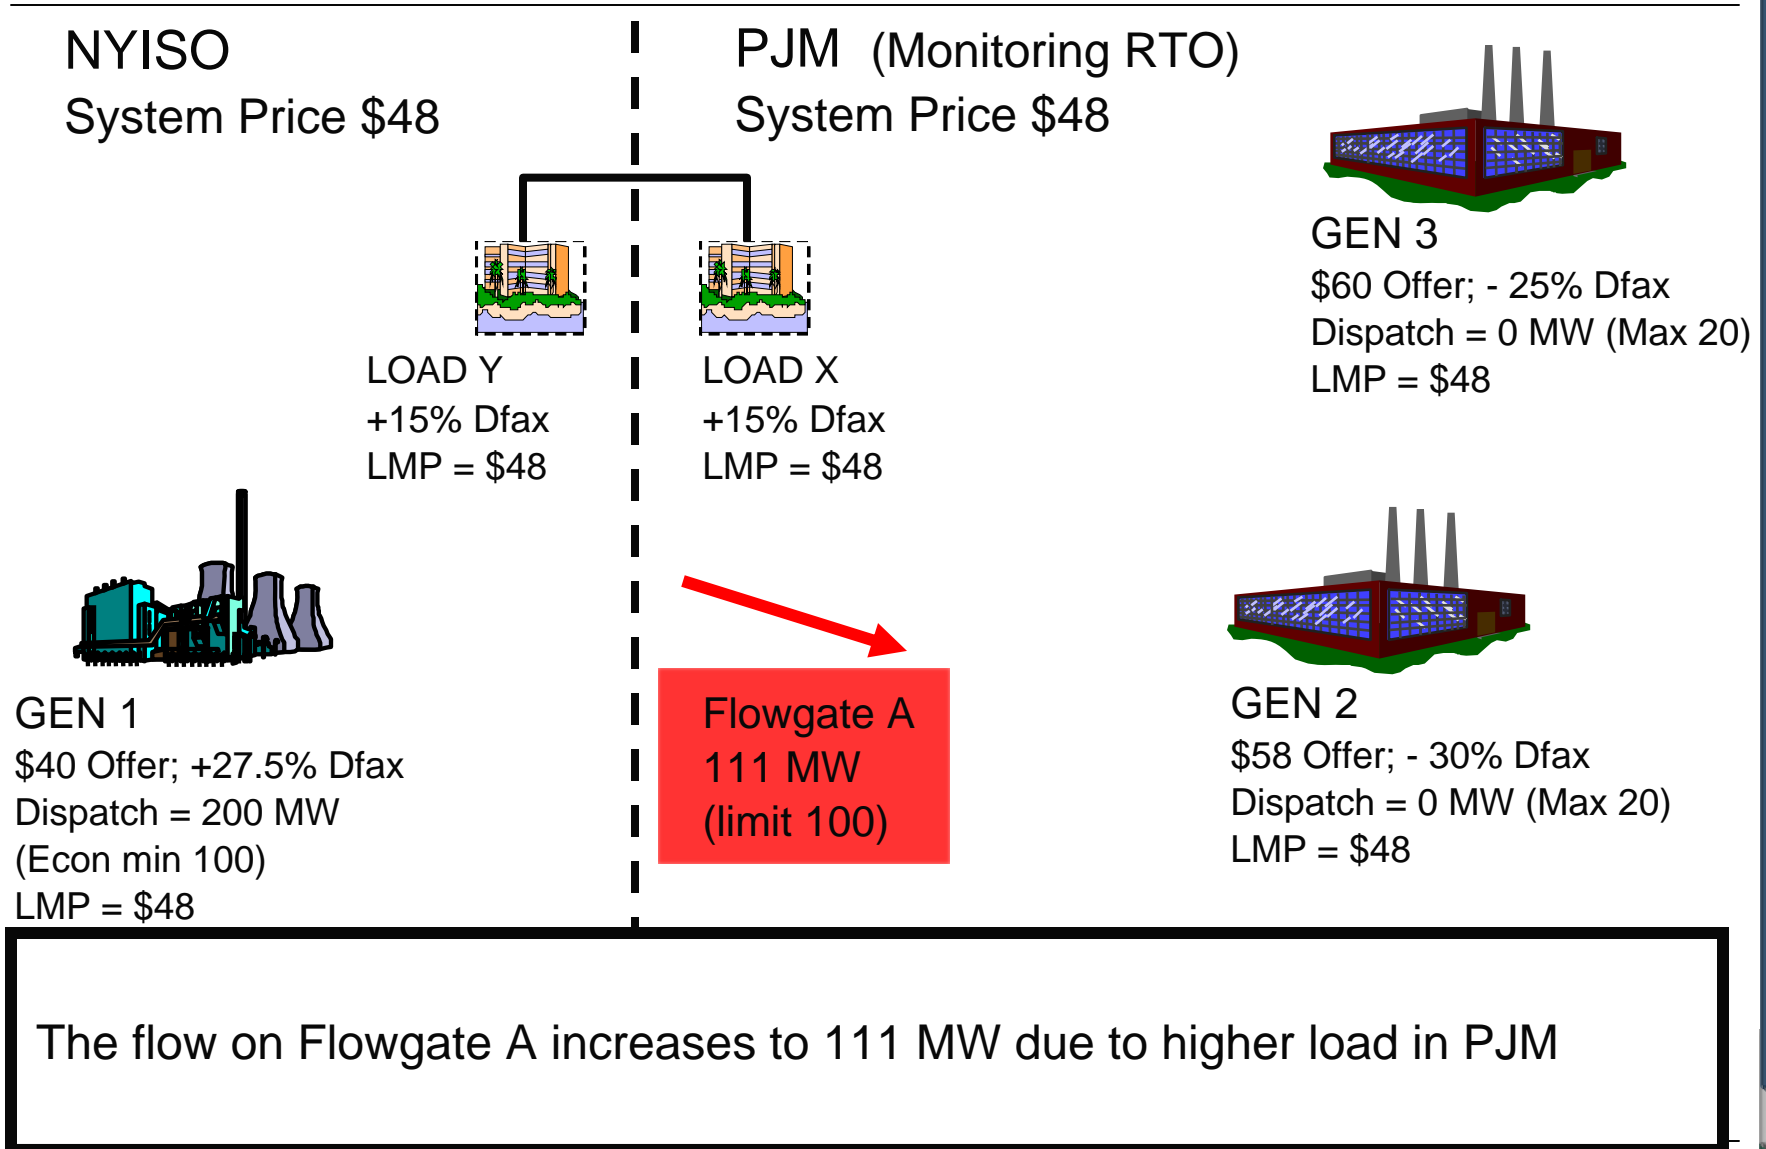 NYISO
System Price $48
PJM (Monitoring RTO)
System Price $48
GEN 3
$60 Offer; - 25% Dfax
Dispatch = 0 MW (Max 20)
LMP = $48
LOAD Y
+15% Dfax
LMP = $48
LOAD X
+15% Dfax
LMP = $48
GEN 1
$40 Offer; +27.5% Dfax
Dispatch = 200 MW
(Econ min 100)
LMP = $48
Flowgate A
111 MW
(limit 100)
GEN 2
$58 Offer; - 30% Dfax
Dispatch = 0 MW (Max 20)
LMP = $48
The flow on Flowgate A increases to 111 MW due to higher load in PJM